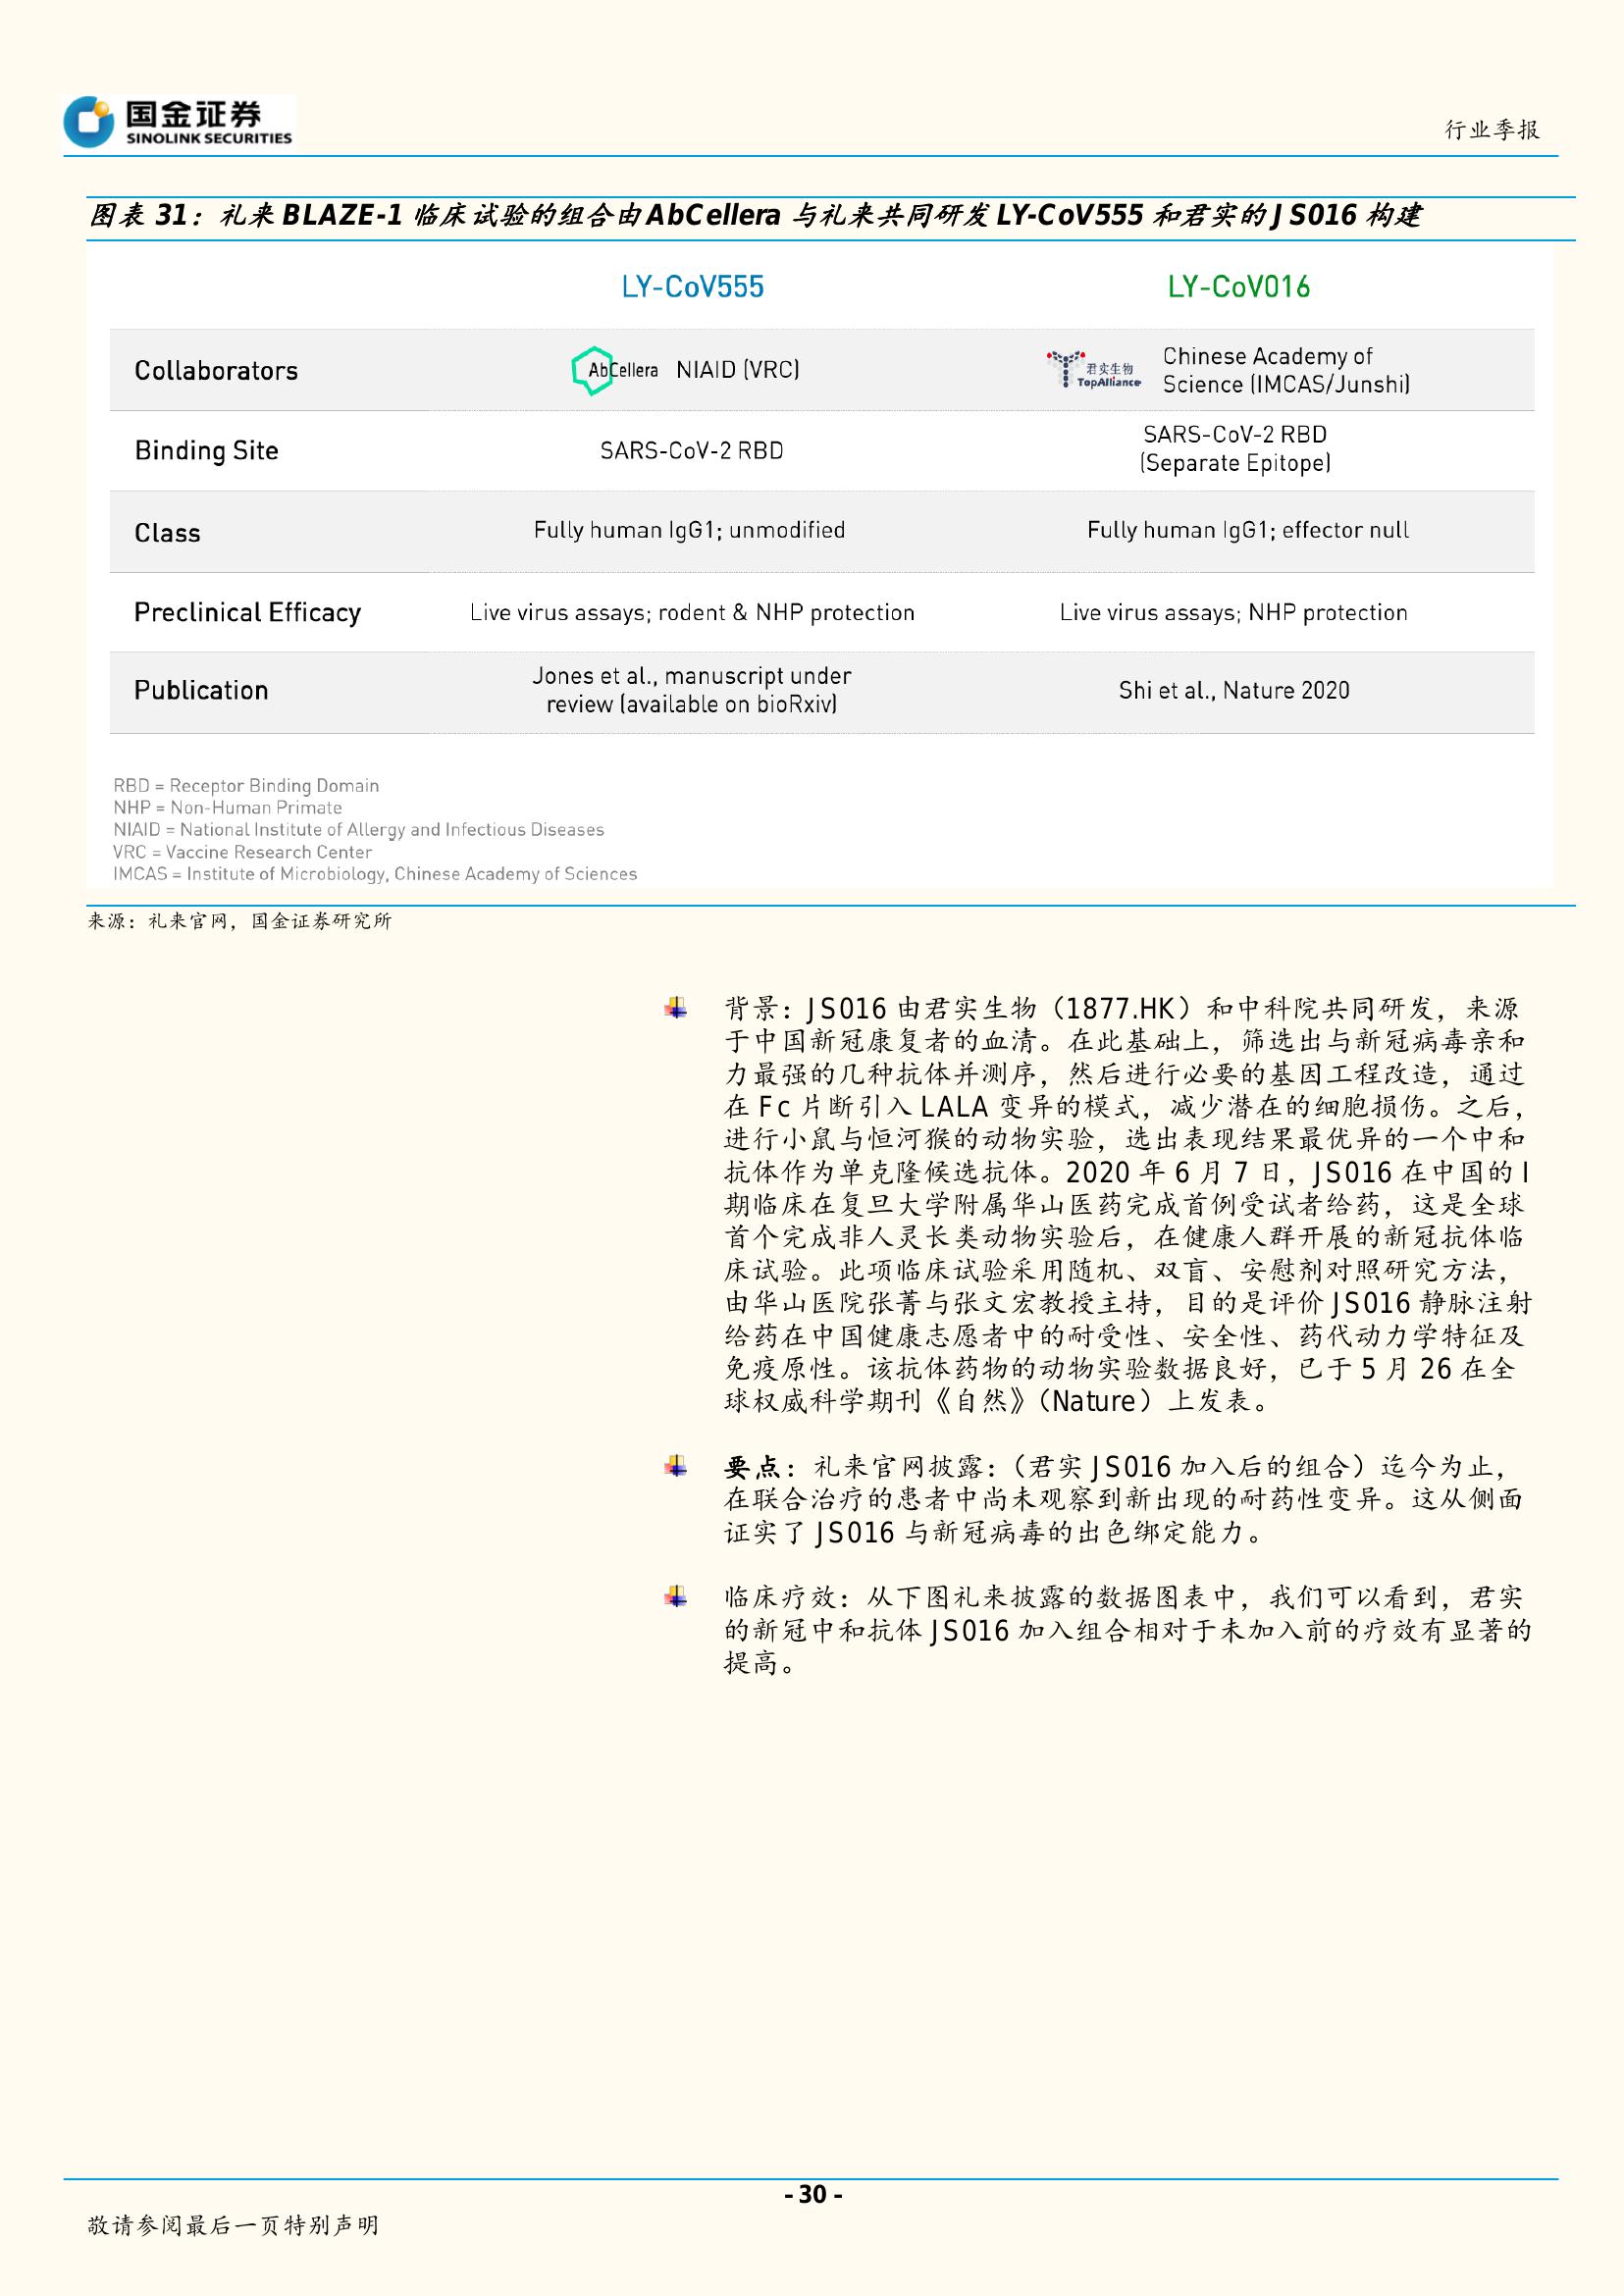 国金证券
SINOLINK SECURITIES
行业季报
图表 31：礼来 BLAZE-1 临床试验的组合由 AbCellera 与礼来共同研发 LY-CoV555 和君实的 JS016 构建
LY-CoV555 LY-CoV016
Collaborators AbCellera NIAID (VRC) 君实生物 TopAlliance Chinese Academy of Science (IMCAS/Junshi)
Binding Site SARS-CoV-2 RBD SARS-CoV-2 RBD (Separate Epitope)
Class Fully human IgG1; unmodified Fully human IgG1; effector null
Preclinical Efficacy Live virus assays; rodent & NHP protection Live virus assays; NHP protection
Publication Jones et al., manuscript under review (available on bioRxiv) Shi et al., Nature 2020
RBD = Receptor Binding Domain
NHP = Non-Human Primate
NIAID = National Institute of Allergy and Infectious Diseases
VRC = Vaccine Research Center
IMCAS = Institute of Microbiology, Chinese Academy of Sciences
来源：礼来官网，国金证券研究所
背景：JS016 由君实生物（1877.HK）和中科院共同研发，来源
于中国新冠康复者的血清。在此基础上，筛选出与新冠病毒亲和
力最强的几种抗体并测序，然后进行必要的基因工程改造，通过
在 Fc 片断引入 LALA 变异的模式，减少潜在的细胞损伤。之后，
进行小鼠与恒河猴的动物实验，选出表现结果最优异的一个中和
抗体作为单克隆候选抗体。2020 年 6 月 7 日，JS016 在中国的 I
期临床在复旦大学附属华山医药完成首例受试者给药，这是全球
首个完成非人灵长类动物实验后，在健康人群开展的新冠抗体临
床试验。此项临床试验采用随机、双盲、安慰剂对照研究方法，
由华山医院张菁与张文宏教授主持，目的是评价 JS016 静脉注射
给药在中国健康志愿者中的耐受性、安全性、药代动力学特征及
免疫原性。该抗体药物的动物实验数据良好，已于 5 月 26 在全
球权威科学期刊《自然》（Nature）上发表。
要点：礼来官网披露：（君实 JS016 加入后的组合）迄今为止，
在联合治疗的患者中尚未观察到新出现的耐药性变异。这从侧面
证实了 JS016 与新冠病毒的出色绑定能力。
临床疗效：从下图礼来披露的数据图表中，我们可以看到，君实
的新冠中和抗体 JS016 加入组合相对于未加入前的疗效有显著的
提高。
- 30 -
敬请参阅最后一页特别声明